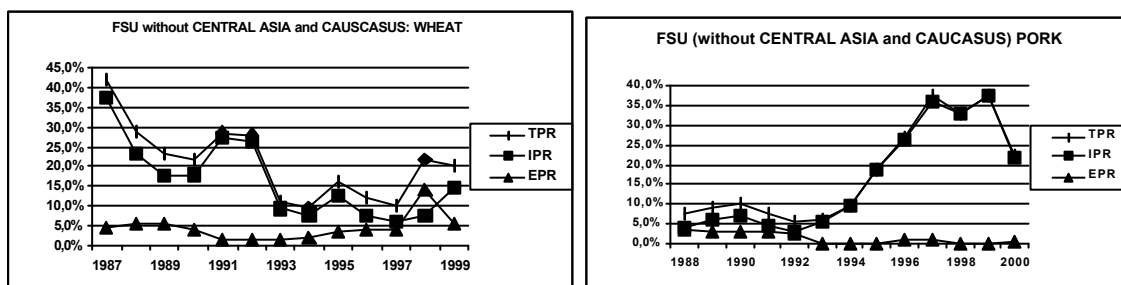 FSU without CENTRAL ASIA and CAUSCASUS: WHEAT
45,0%
40,0%
35,0%
30,0%
25,0%
20,0%
15,0%
10,0%
5,0%
0,0%
1987 1989 1991 1993 1995 1997 1999
TPR
IPR
EPR
FSU (without CENTRAL ASIA and CAUCASUS) PORK
40,0%
35,0%
30,0%
25,0%
20,0%
15,0%
10,0%
5,0%
0,0%
1988 1990 1992 1994 1996 1998 2000
TPR
IPR
EPR